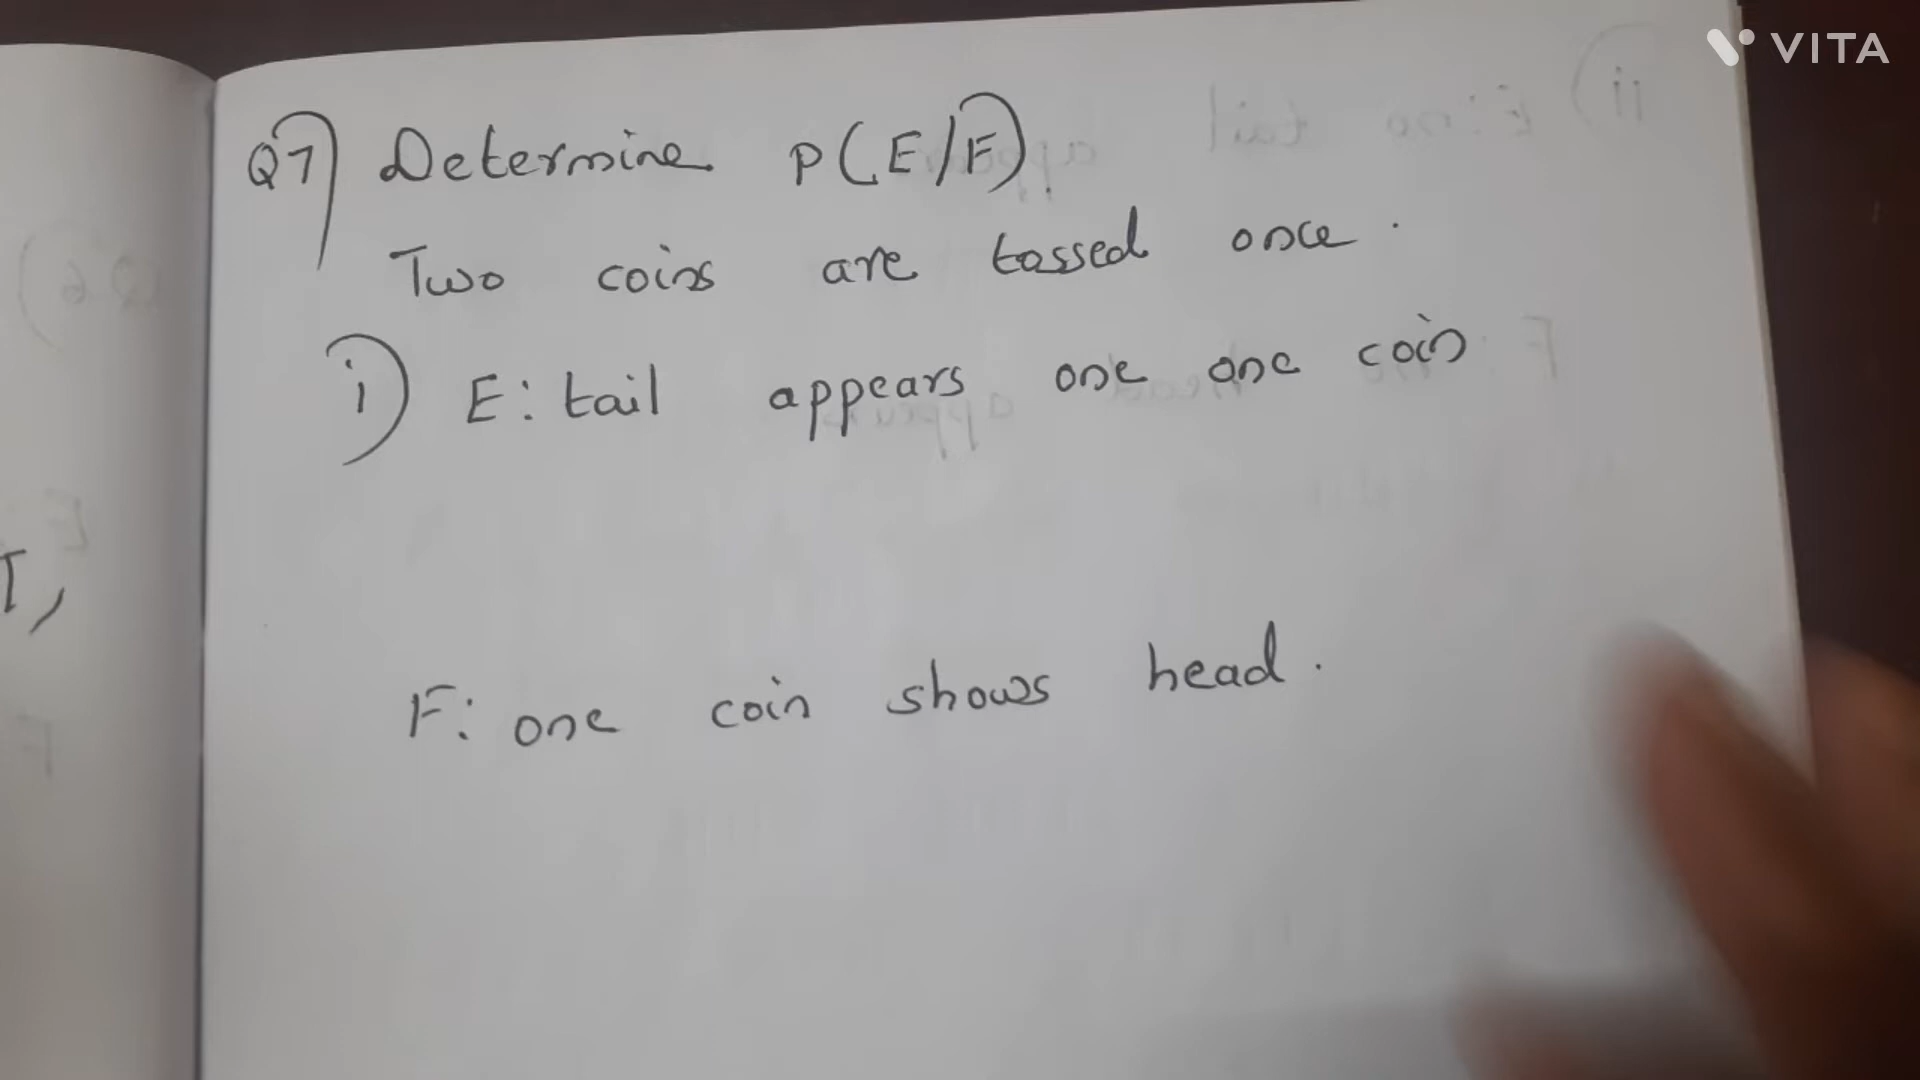 VITA
Q7) Determine P(E/F)
Two coins are tossed once.
i) E: tail appears one one coin
F: one coin shows head.
T,